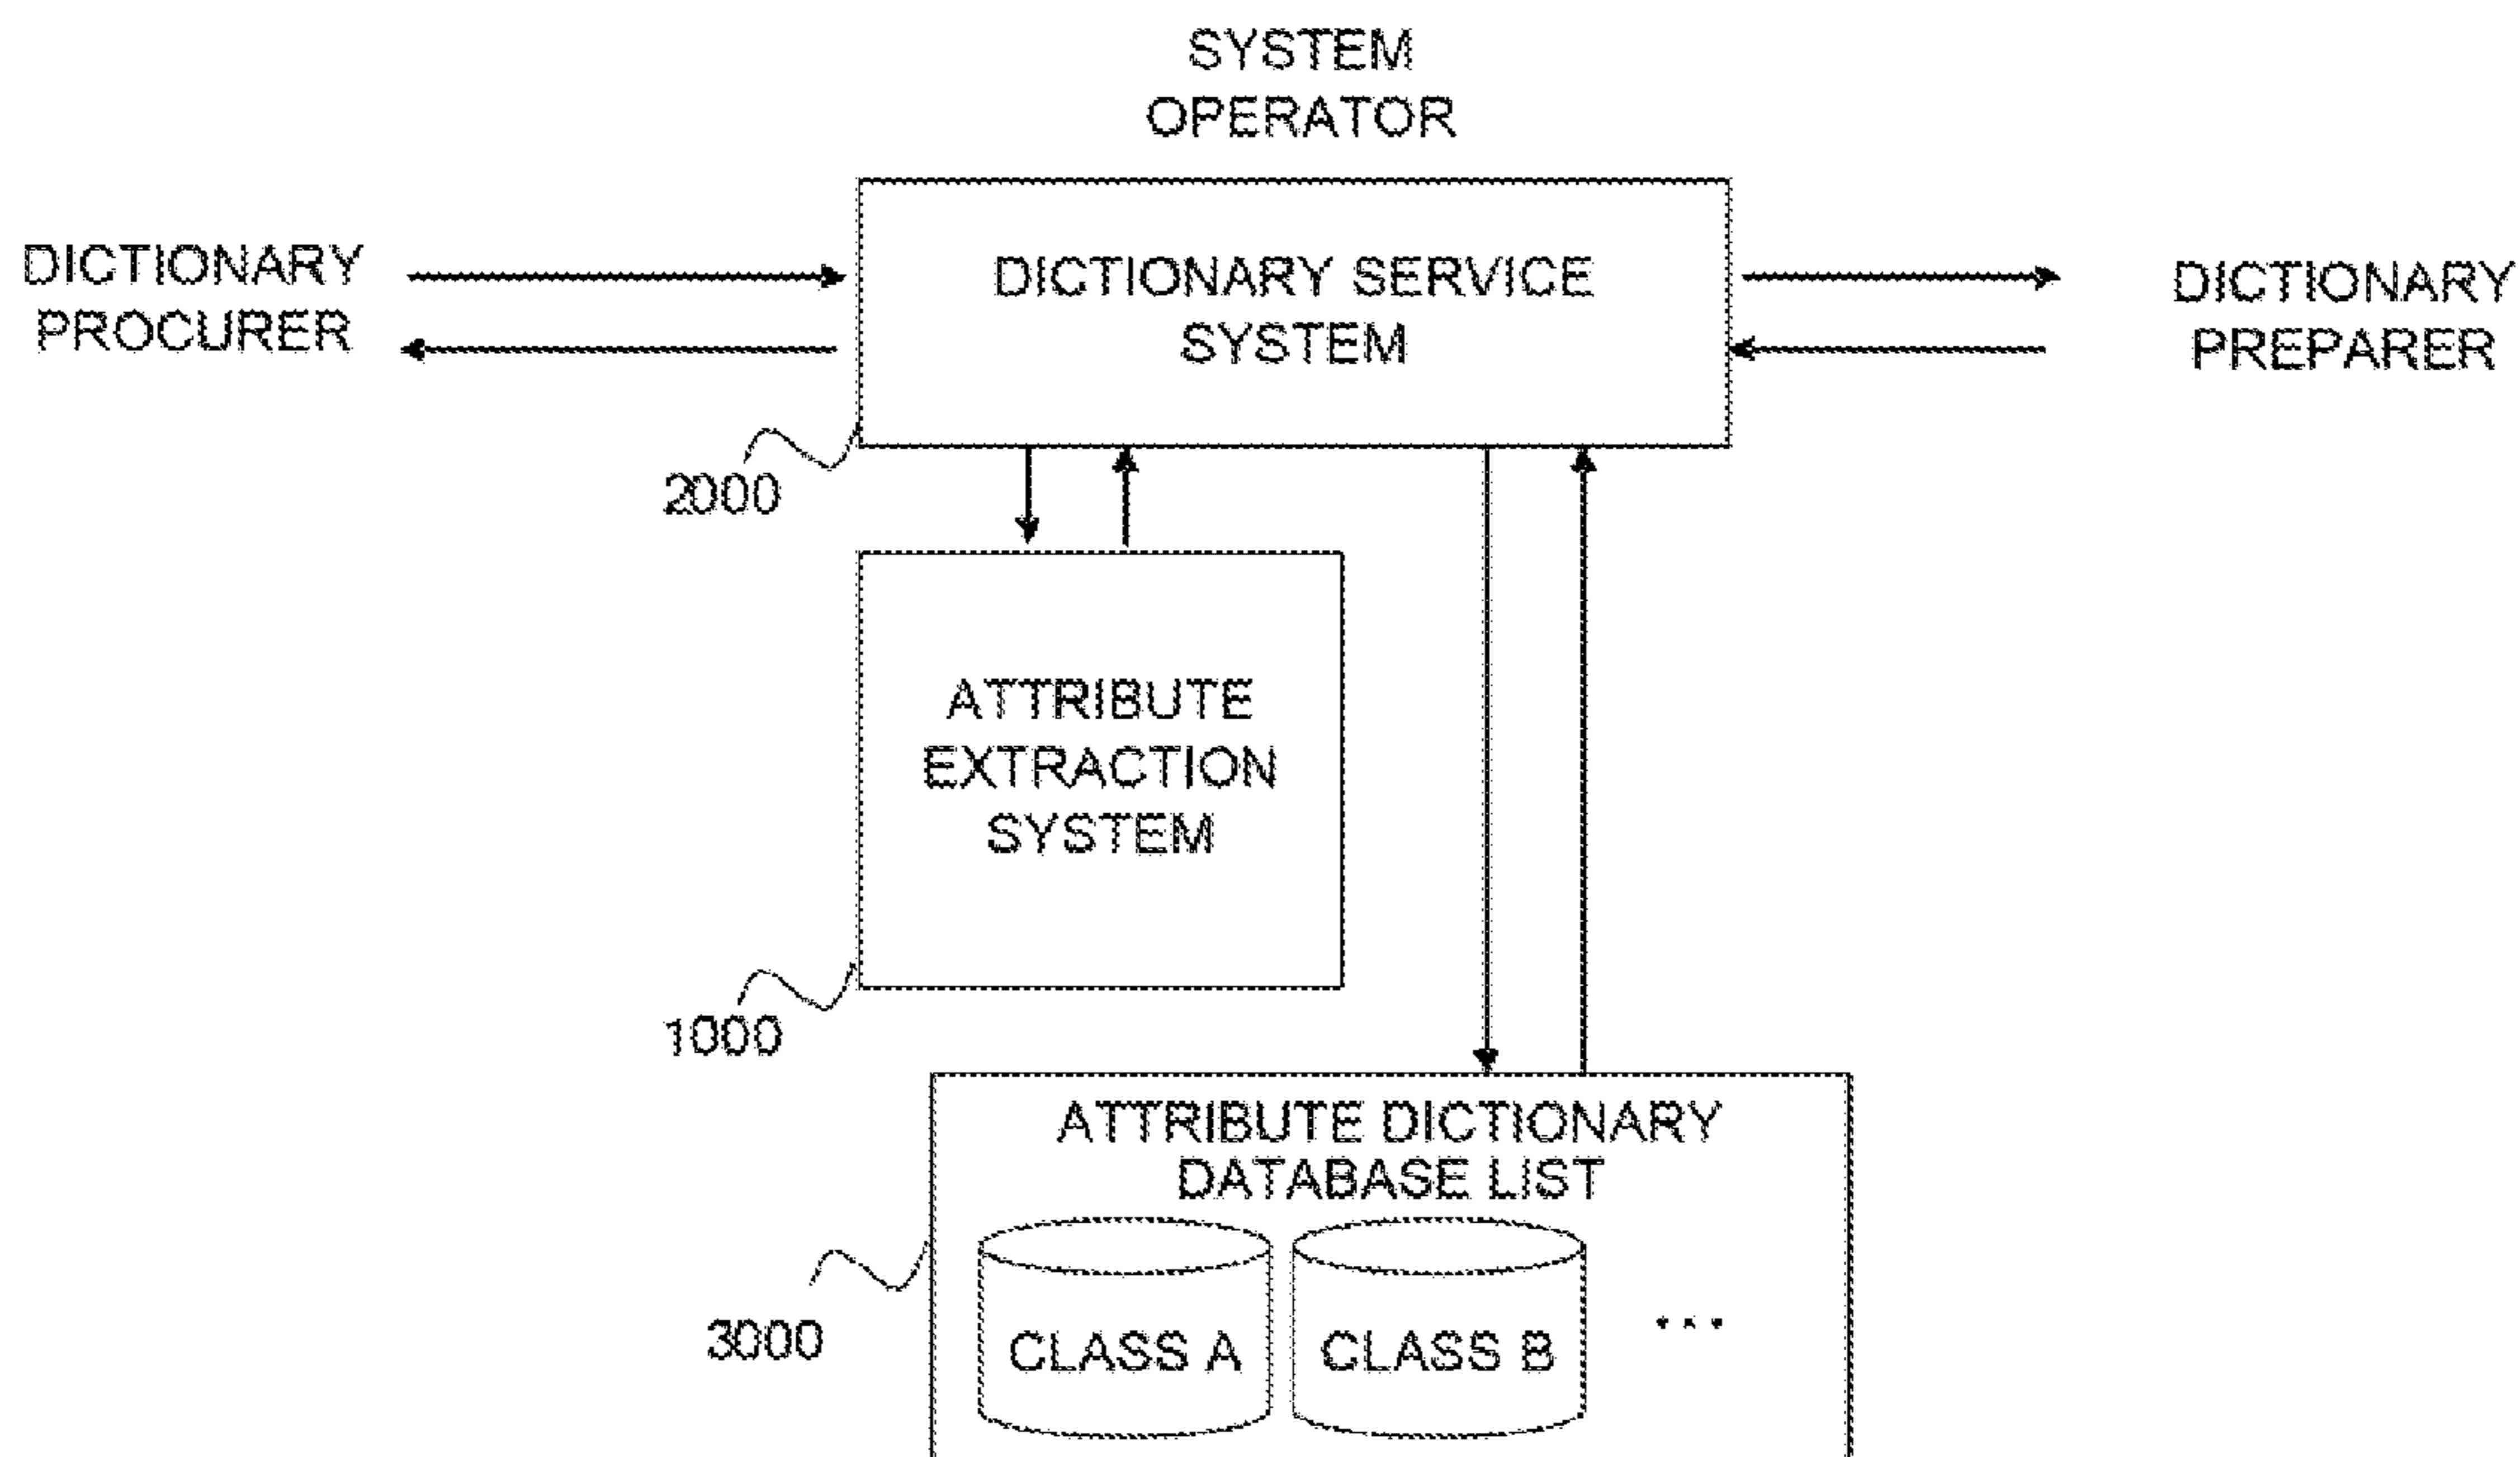 SYSTEM
OPERATOR
DICTIONARY
PROCURER
DICTIONARY SERVICE
SYSTEM
DICTIONARY
PREPARER
2000
ATTRIBUTE
EXTRACTION
SYSTEM
1000
ATTRIBUTE DICTIONARY
DATABASE LIST
3000
CLASS A
CLASS B
...